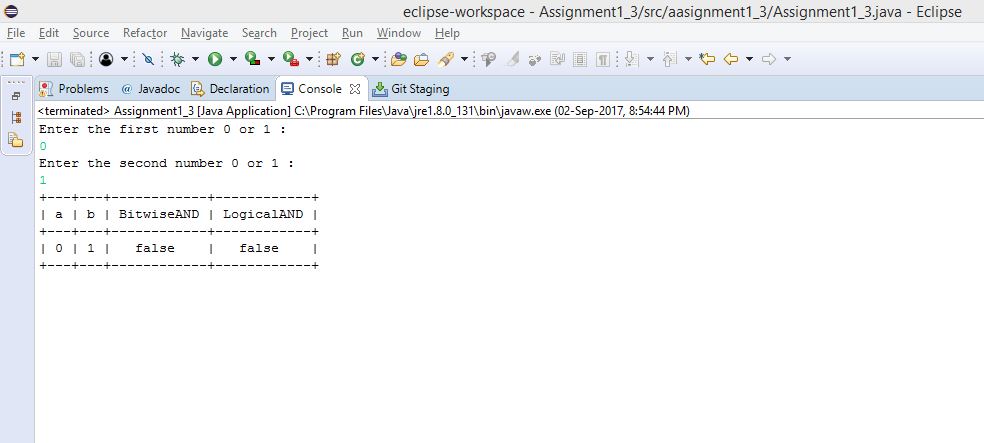 eclipse-workspace - Assignment1_3/src/aasignment1_3/Assignment1_3.java - Eclipse
File Edit Source Refactor Navigate Search Project Run Window Help
Problems @ Javadoc Declaration Console Git Staging
<terminated> Assignment1_3 [Java Application] C:\Program Files\Java\jre1.8.0_131\bin\javaw.exe (02-Sep-2017, 8:54:44 PM)
Enter the first number 0 or 1 :
0
Enter the second number 0 or 1 :
1
+---+---+------------+------------+
| a | b | BitwiseAND | LogicalAND |
+---+---+------------+------------+
| 0 | 1 |   false    |   false    |
+---+---+------------+------------+